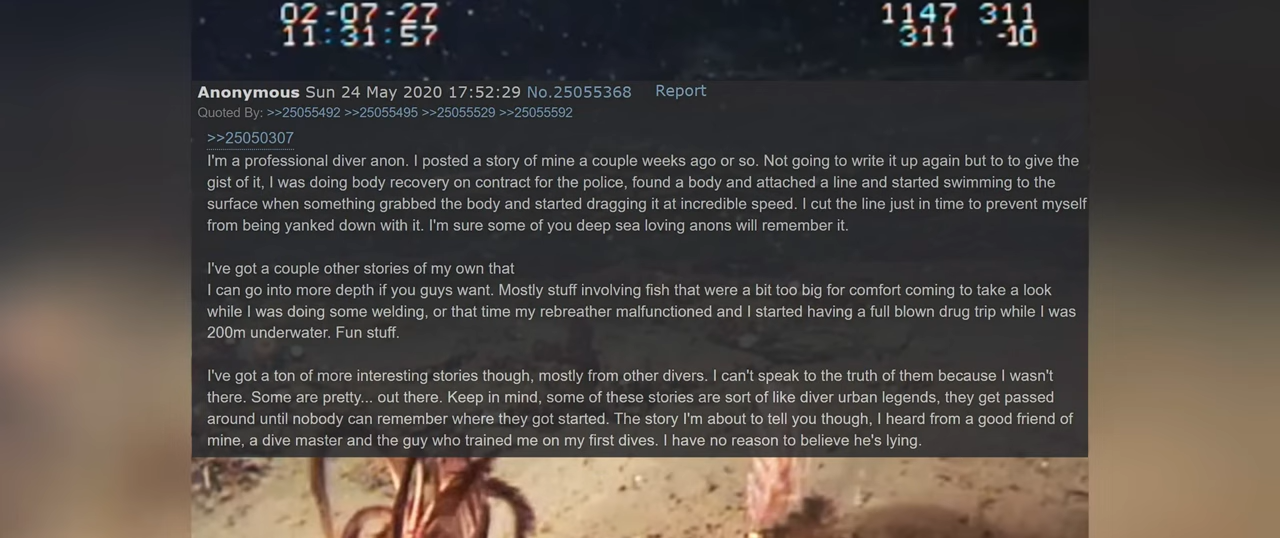 02-07-27
11:31:57
1147 311
311 -10
Anonymous Sun 24 May 2020 17:52:29 No.25055368 Report
Quoted By: >>25055492 >>25055495 >>25055529 >>25055592
>>25050307
I'm a professional diver anon. I posted a story of mine a couple weeks ago or so. Not going to write it up again but to to give the
gist of it, I was doing body recovery on contract for the police, found a body and attached a line and started swimming to the
surface when something grabbed the body and started dragging it at incredible speed. I cut the line just in time to prevent myself
from being yanked down with it. I'm sure some of you deep sea loving anons will remember it.
I've got a couple other stories of my own that
I can go into more depth if you guys want. Mostly stuff involving fish that were a bit too big for comfort coming to take a look
while I was doing some welding, or that time my rebreather malfunctioned and I started having a full blown drug trip while I was
200m underwater. Fun stuff.
I've got a ton of more interesting stories though, mostly from other divers. I can't speak to the truth of them because I wasn't
there. Some are pretty... out there. Keep in mind, some of these stories are sort of like diver urban legends, they get passed
around until nobody can remember where they got started. The story I'm about to tell you though, I heard from a good friend of
mine, a dive master and the guy who trained me on my first dives. I have no reason to believe he's lying.